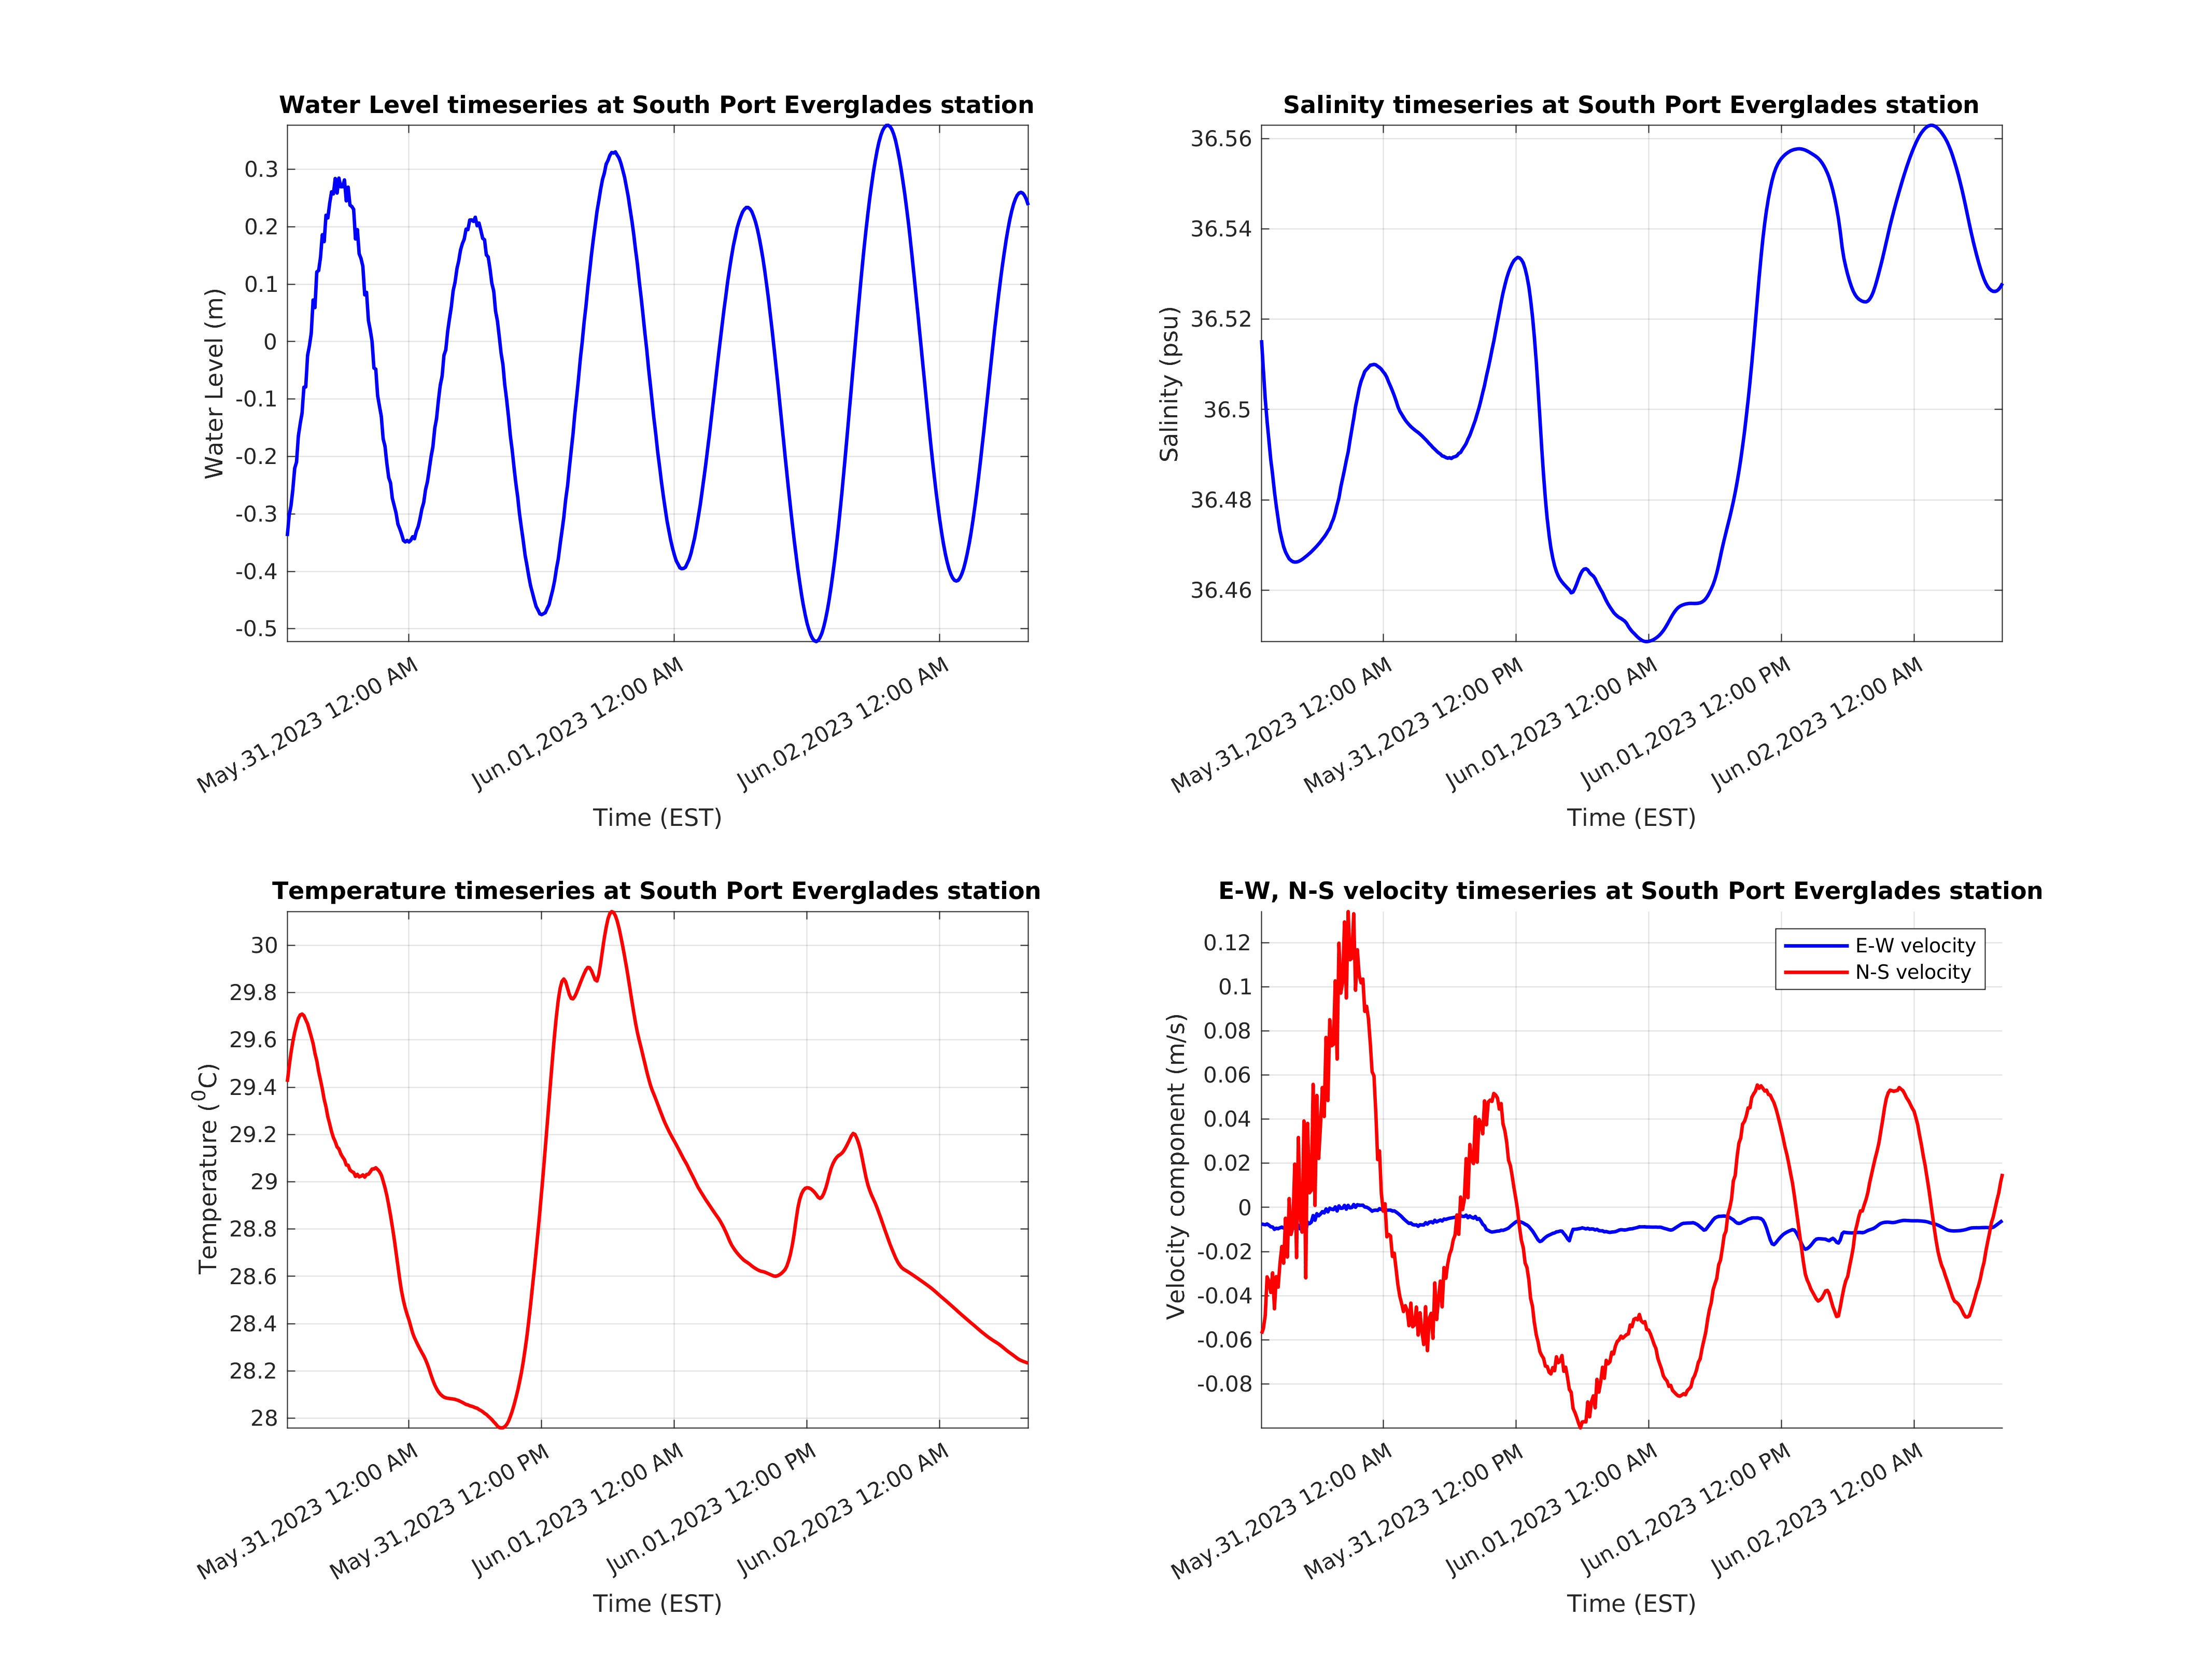 Water Level timeseries at South Port Everglades station
Water Level (m)
0.3
0.2
0.1
0
-0.1
-0.2
-0.3
-0.4
-0.5
May.31,2023 12:00 AM
Jun.01,2023 12:00 AM
Jun.02,2023 12:00 AM
Time (EST)
Salinity timeseries at South Port Everglades station
Salinity (psu)
36.56
36.54
36.52
36.5
36.48
36.46
May.31,2023 12:00 AM
May.31,2023 12:00 PM
Jun.01,2023 12:00 AM
Jun.01,2023 12:00 PM
Jun.02,2023 12:00 AM
Time (EST)
Temperature timeseries at South Port Everglades station
Temperature (⁰C)
30
29.8
29.6
29.4
29.2
29
28.8
28.6
28.4
28.2
28
May.31,2023 12:00 AM
May.31,2023 12:00 PM
Jun.01,2023 12:00 AM
Jun.01,2023 12:00 PM
Jun.02,2023 12:00 AM
Time (EST)
E-W, N-S velocity timeseries at South Port Everglades station
Velocity component (m/s)
0.12
0.1
0.08
0.06
0.04
0.02
0
-0.02
-0.04
-0.06
-0.08
E-W velocity
N-S velocity
May.31,2023 12:00 AM
May.31,2023 12:00 PM
Jun.01,2023 12:00 AM
Jun.01,2023 12:00 PM
Jun.02,2023 12:00 AM
Time (EST)